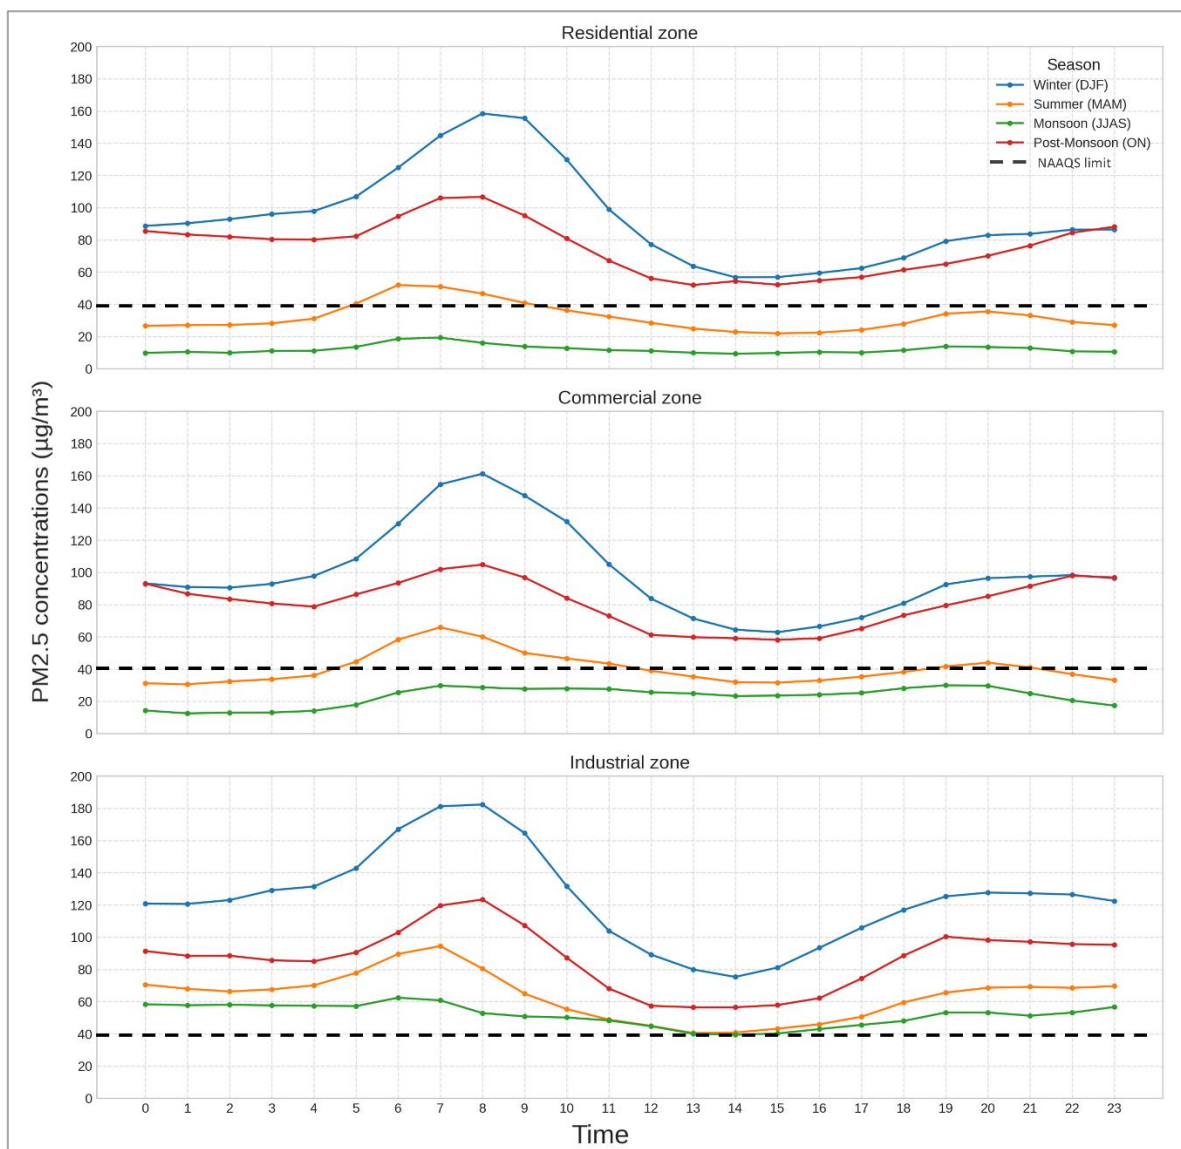 Residential zone
200
180
160
140
120
100
80
60
40
20
0
Season
Winter (DJF)
Summer (MAM)
Monsoon (JJAS)
Post-Monsoon (ON)
NAAQS limit
PM2.5 concentrations (µg/m³)
Commercial zone
200
180
160
140
120
100
80
60
40
20
0
Industrial zone
200
180
160
140
120
100
80
60
40
20
0
0 1 2 3 4 5 6 7 8 9 10 11 12 13 14 15 16 17 18 19 20 21 22 23
Time